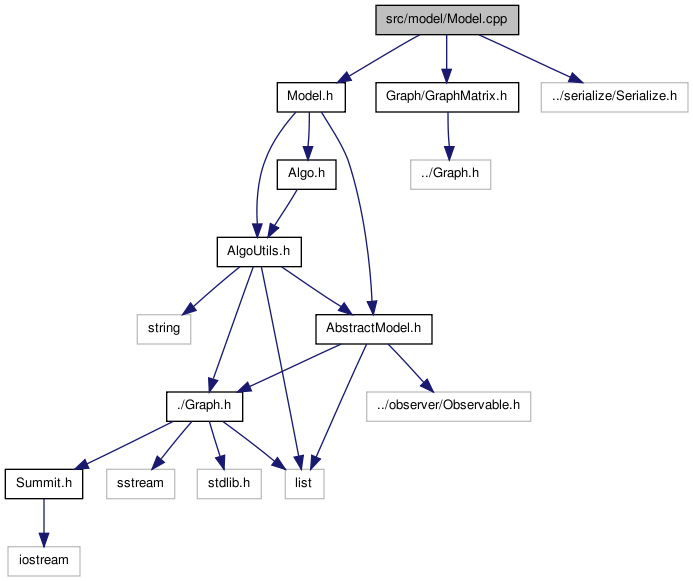 src/model/Model.cpp
Model.h
Graph/GraphMatrix.h
../serialize/Serialize.h
Algo.h
../Graph.h
AlgoUtils.h
string
AbstractModel.h
./Graph.h
../observer/Observable.h
Summit.h
sstream
stdlib.h
list
iostream